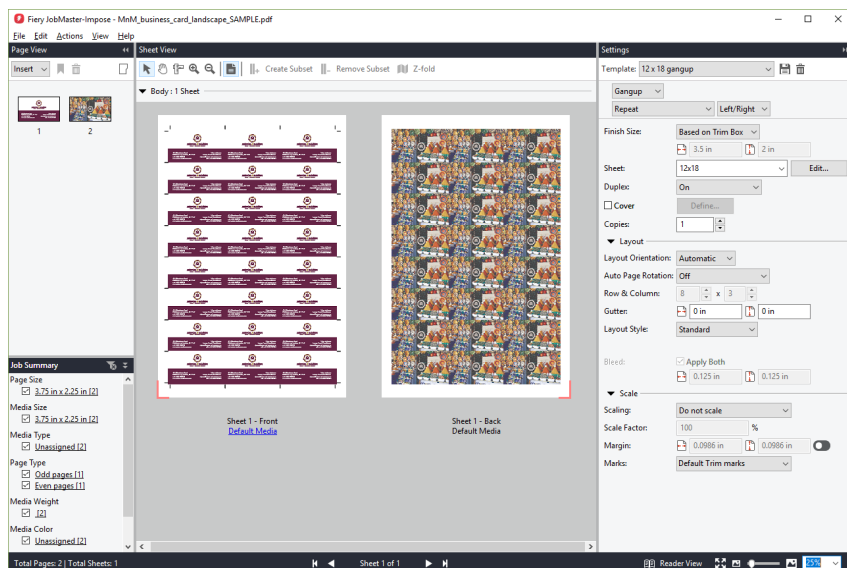 Fiery JobMaster-Impose - MnM_business_card_landscape_SAMPLE.pdf
File Edit Actions View Help
Page View
Sheet View
Settings
Insert
Create Subset
Remove Subset
Z-fold
Template: 12 x 18 gangup
Body : 1 Sheet
Gangup
Repeat
Left/Right
1
2
Finish Size: Based on Trim Box
3.5 in
2 in
Sheet: 12x18
Edit...
Duplex: On
Cover
Define...
Copies: 1
Layout
Layout Orientation: Automatic
Auto Page Rotation: Off
Row & Column: 8 x 3
Gutter: 0 in
0 in
Layout Style: Standard
Bleed: Apply Both
0.125 in
0.125 in
Scale
Scaling: Do not scale
Scale Factor: 100 %
Margin: 0.0986 in
0.0986 in
Marks: Default Trim marks
Job Summary
Page Size
3.75 in x 2.25 in [2]
Media Size
3.75 in x 2.25 in [2]
Media Type
Unassigned [2]
Page Type
Odd pages [1]
Even pages [1]
Media Weight
[2]
Media Color
Unassigned [2]
Sheet 1 - Front
Default Media
Sheet 1 - Back
Default Media
Total Pages: 2 | Total Sheets: 1
Sheet 1 of 1
Reader View
25%